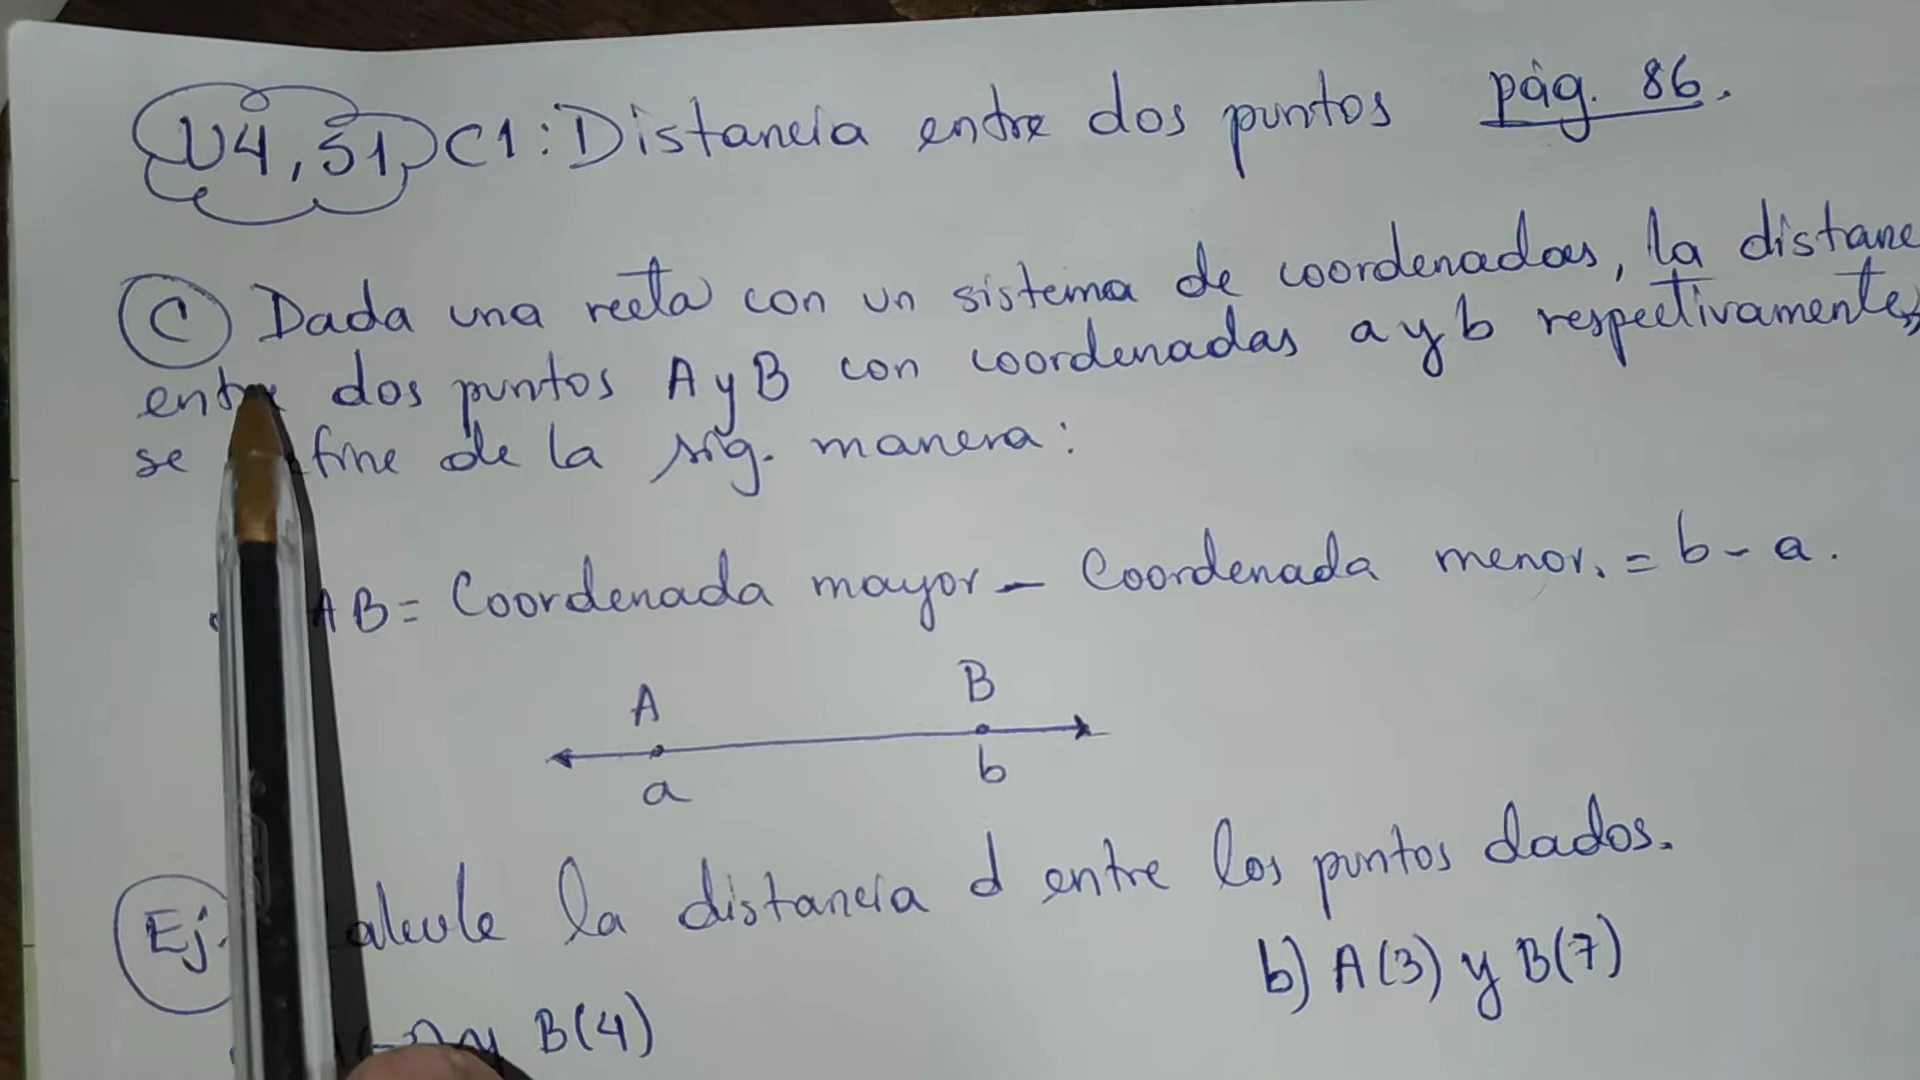 U4, S1 C1: Distancia entre dos puntos pág. 86.
C Dada una recta con un sistema de coordenadas, la distanc
entre dos puntos A y B con coordenadas a y b respectivamente,
se fine de la sig. manera:
AB = Coordenada mayor - Coordenada menor. = b - a.
A B
a b
Ej. alcule la distancia d entre los puntos dados.
b) A(3) y B(7)
y B(4)